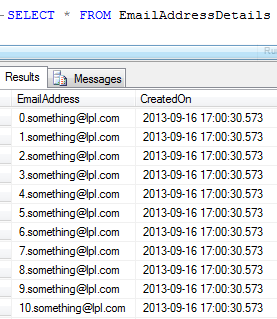 SELECT * FROM EmailAddressDetails
Results Messages
EmailAddress CreatedOn
0.something@lpl.com 2013-09-16 17:00:30.573
1.something@lpl.com 2013-09-16 17:00:30.573
2.something@lpl.com 2013-09-16 17:00:30.573
3.something@lpl.com 2013-09-16 17:00:30.573
4.something@lpl.com 2013-09-16 17:00:30.573
5.something@lpl.com 2013-09-16 17:00:30.573
6.something@lpl.com 2013-09-16 17:00:30.573
7.something@lpl.com 2013-09-16 17:00:30.573
8.something@lpl.com 2013-09-16 17:00:30.573
9.something@lpl.com 2013-09-16 17:00:30.573
10.something@lpl.com 2013-09-16 17:00:30.573